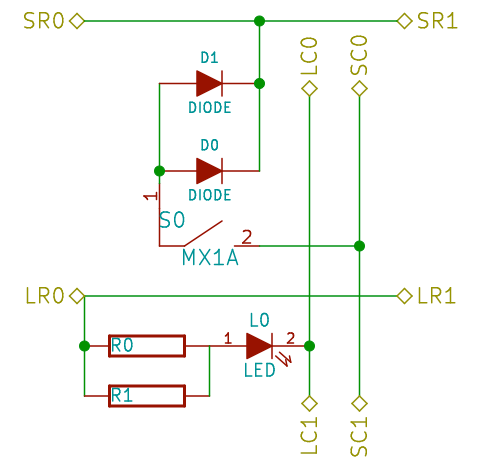 SR0
SR1
LC0
SC0
D1
DIODE
D0
DIODE
1
S0
2
MX1A
LR0
LR1
L0
R0
1
2
LED
R1
LC1
SC1